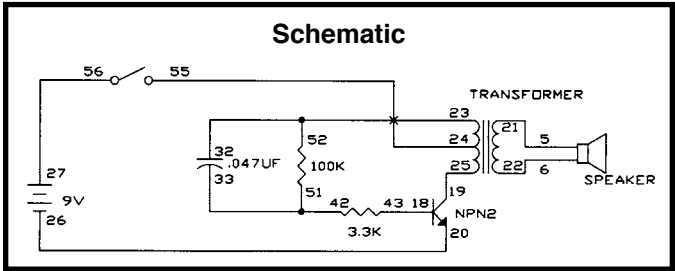 Schematic
56 55
TRANSFORMER
23
21
52
5
32
24
.047UF
100K
27
33
25
22
6
SPEAKER
51
19
9V
42
43
18
26
NPN2
3.3K
20